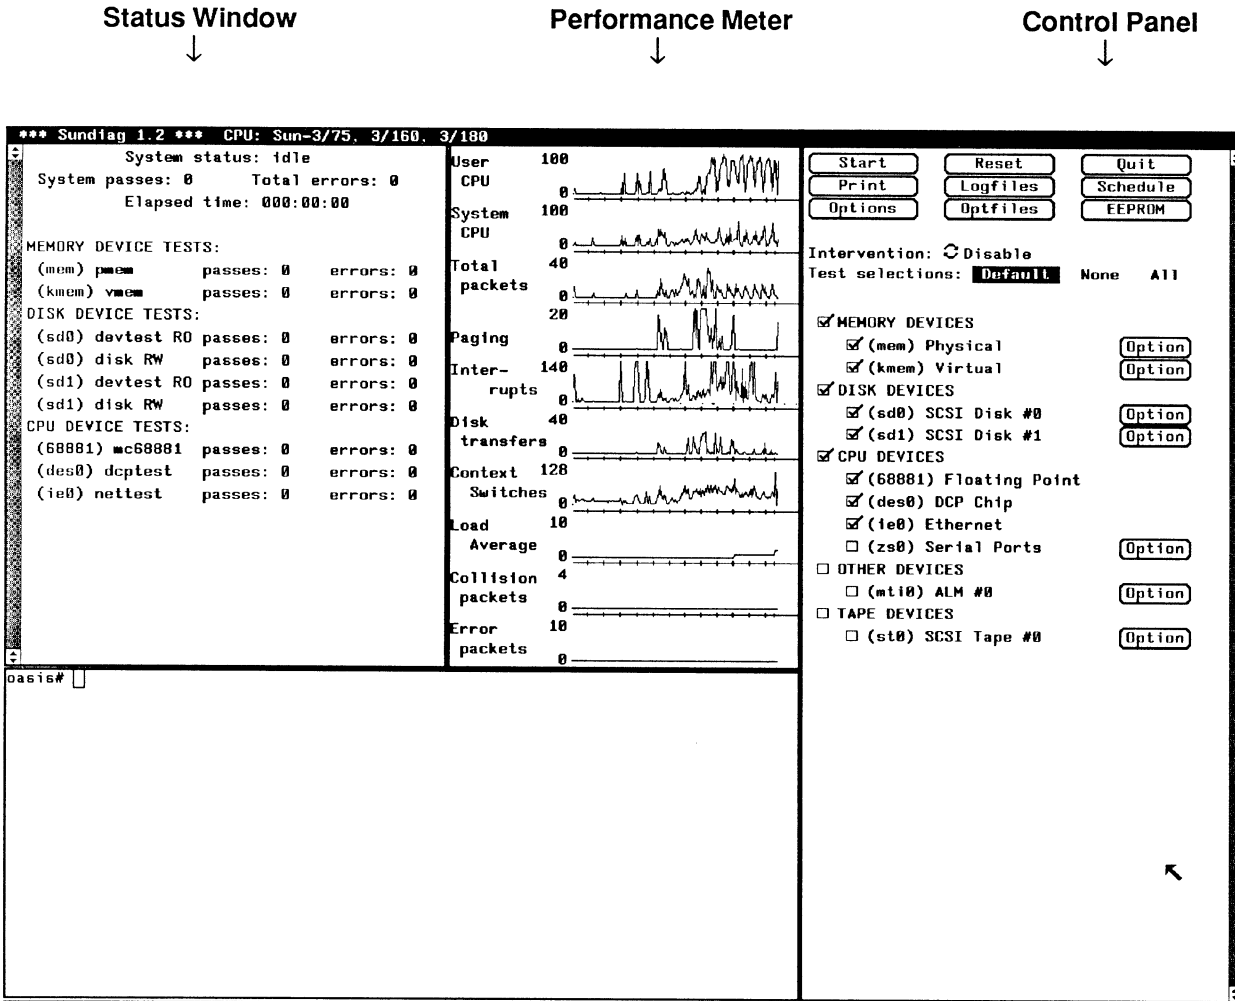 Status Window
Performance Meter
Control Panel
*** Sundiag 1.2 *** CPU: Sun-3/75, 3/160, 3/180
System status: idle
System passes: 0 Total errors: 0
Elapsed time: 000:00:00
MEMORY DEVICE TESTS:
(mem) pmem passes: 0 errors: 0
(kmem) vmem passes: 0 errors: 0
DISK DEVICE TESTS:
(sd0) devtest RO passes: 0 errors: 0
(sd0) disk RW passes: 0 errors: 0
(sd1) devtest RO passes: 0 errors: 0
(sd1) disk RW passes: 0 errors: 0
CPU DEVICE TESTS:
(68881) mc68881 passes: 0 errors: 0
(des0) dcptest passes: 0 errors: 0
(ie0) nettest passes: 0 errors: 0
User 100
CPU 0
System 100
CPU 0
Total 40
packets 0
20
Paging 0
Inter- 140
rupts 0
Disk 40
transfers 0
Context 128
Switches 0
Load 10
Average 0
Collision 4
packets 0
Error 10
packets 0
Start Reset Quit
Print Logfiles Schedule
Options Optfiles EEPROM
Intervention: Disable
Test selections: Default None All
MEMORY DEVICES
(mem) Physical Option
(kmem) Virtual Option
DISK DEVICES
(sd0) SCSI Disk #0 Option
(sd1) SCSI Disk #1 Option
CPU DEVICES
(68881) Floating Point
(des0) DCP Chip
(ie0) Ethernet
(zs0) Serial Ports Option
OTHER DEVICES
(mti0) ALM #0 Option
TAPE DEVICES
(st0) SCSI Tape #0 Option
oasis#